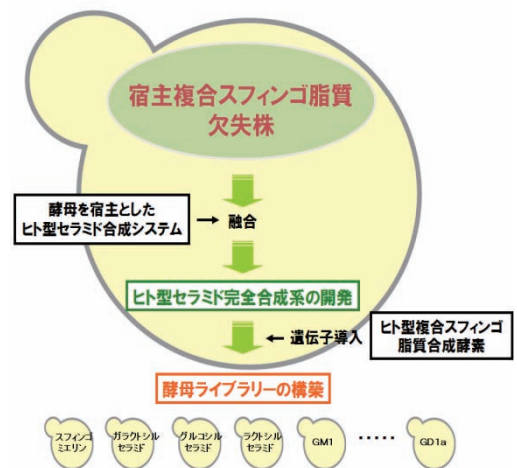 宿主複合スフィンゴ脂質
欠失株
酵母を宿主とした
ヒト型セラミド合成システム
→ 融合
ヒト型セラミド完全合成系の開発
← 遺伝子導入
ヒト型複合スフィンゴ
脂質合成酵素
酵母ライブラリーの構築
スフィンゴ
ミエリン
ガラクトシル
セラミド
グルコシル
セラミド
ラクトシル
セラミド
GM1
・・・・・
GD1a